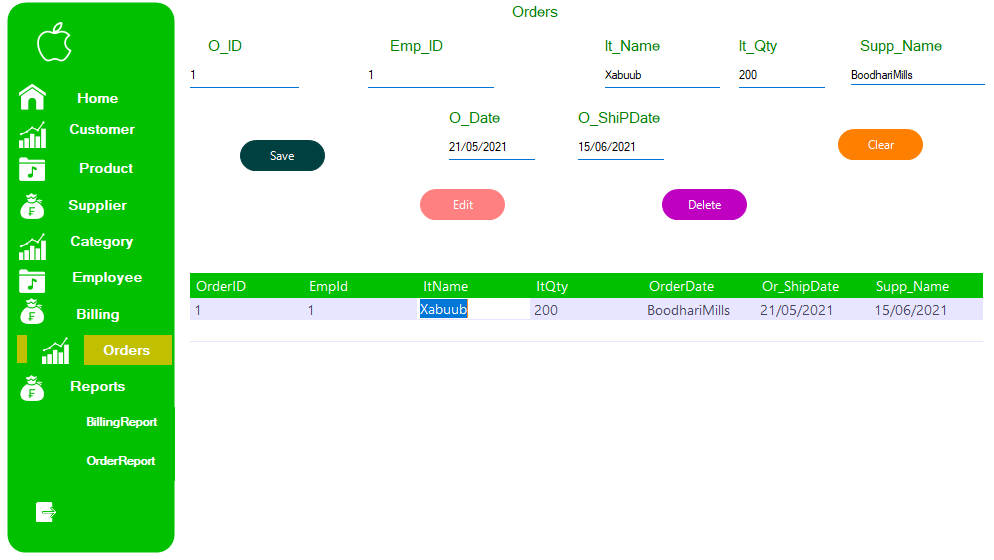 Orders
O_ID Emp_ID It_Name It_Qty Supp_Name
1 1 Xabuub 200 BoodhariMills
O_Date O_ShiPDate
21/05/2021 15/06/2021
Save Clear
Edit Delete
Home
Customer
Product
Supplier
Category
Employee
Billing
Orders
Reports
BillingReport
OrderReport
OrderID EmpId ItName ItQty OrderDate Or_ShipDate Supp_Name
1 1 Xabuub 200 BoodhariMills 21/05/2021 15/06/2021